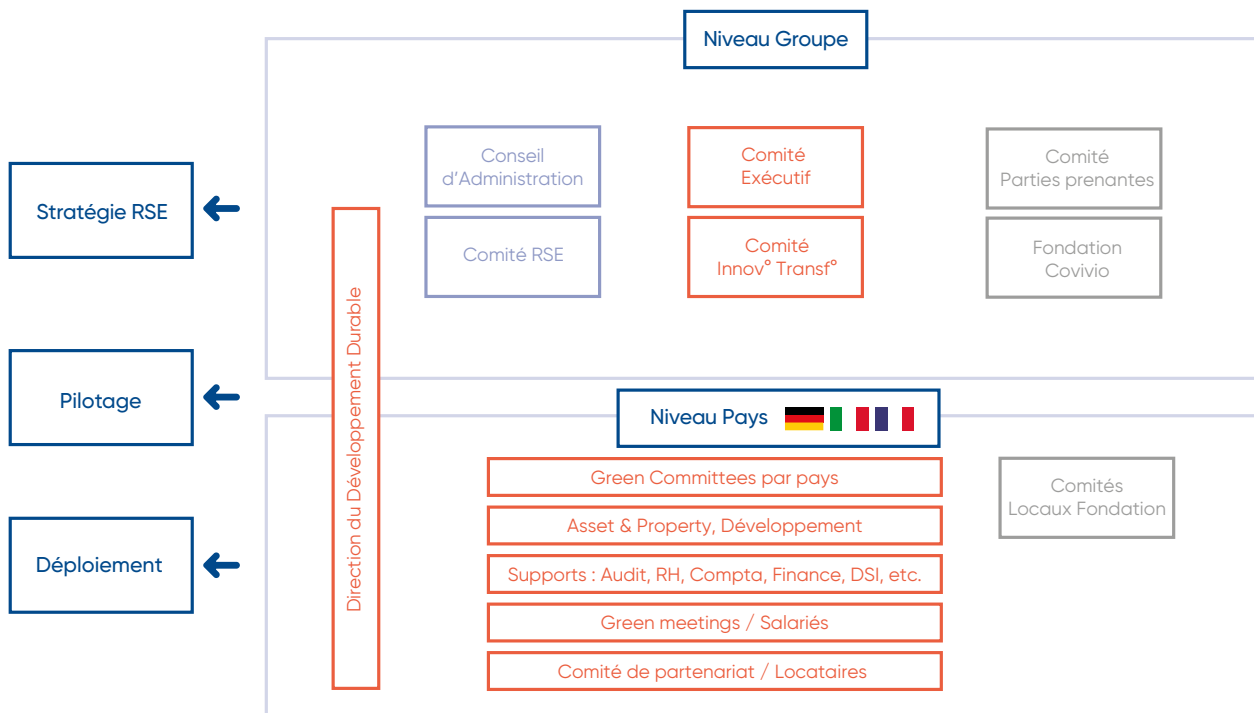 Niveau Groupe
Conseil
d’Administration
Comité
Exécutif
Comité
Parties prenantes
Stratégie RSE
Comité RSE
Comité
Innov° Transf°
Fondation
Covivio
Direction du Développement Durable
Pilotage
Niveau Pays
Green Committees par pays
Comités
Locaux Fondation
Asset & Property, Développement
Déploiement
Supports : Audit, RH, Compta, Finance, DSI, etc.
Green meetings / Salariés
Comité de partenariat / Locataires